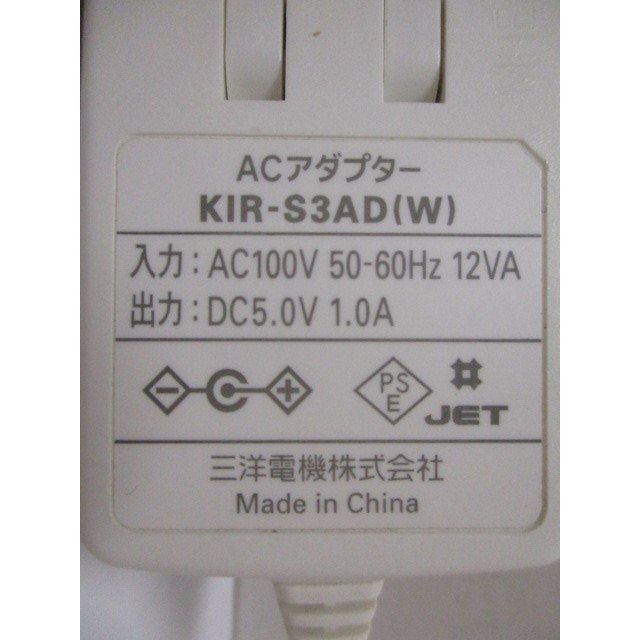 ACアダプター
KIR-S3AD(W)
入力：AC100V 50-60Hz 12VA
出力：DC5.0V 1.0A
PS
E
JET
三洋電機株式会社
Made in China